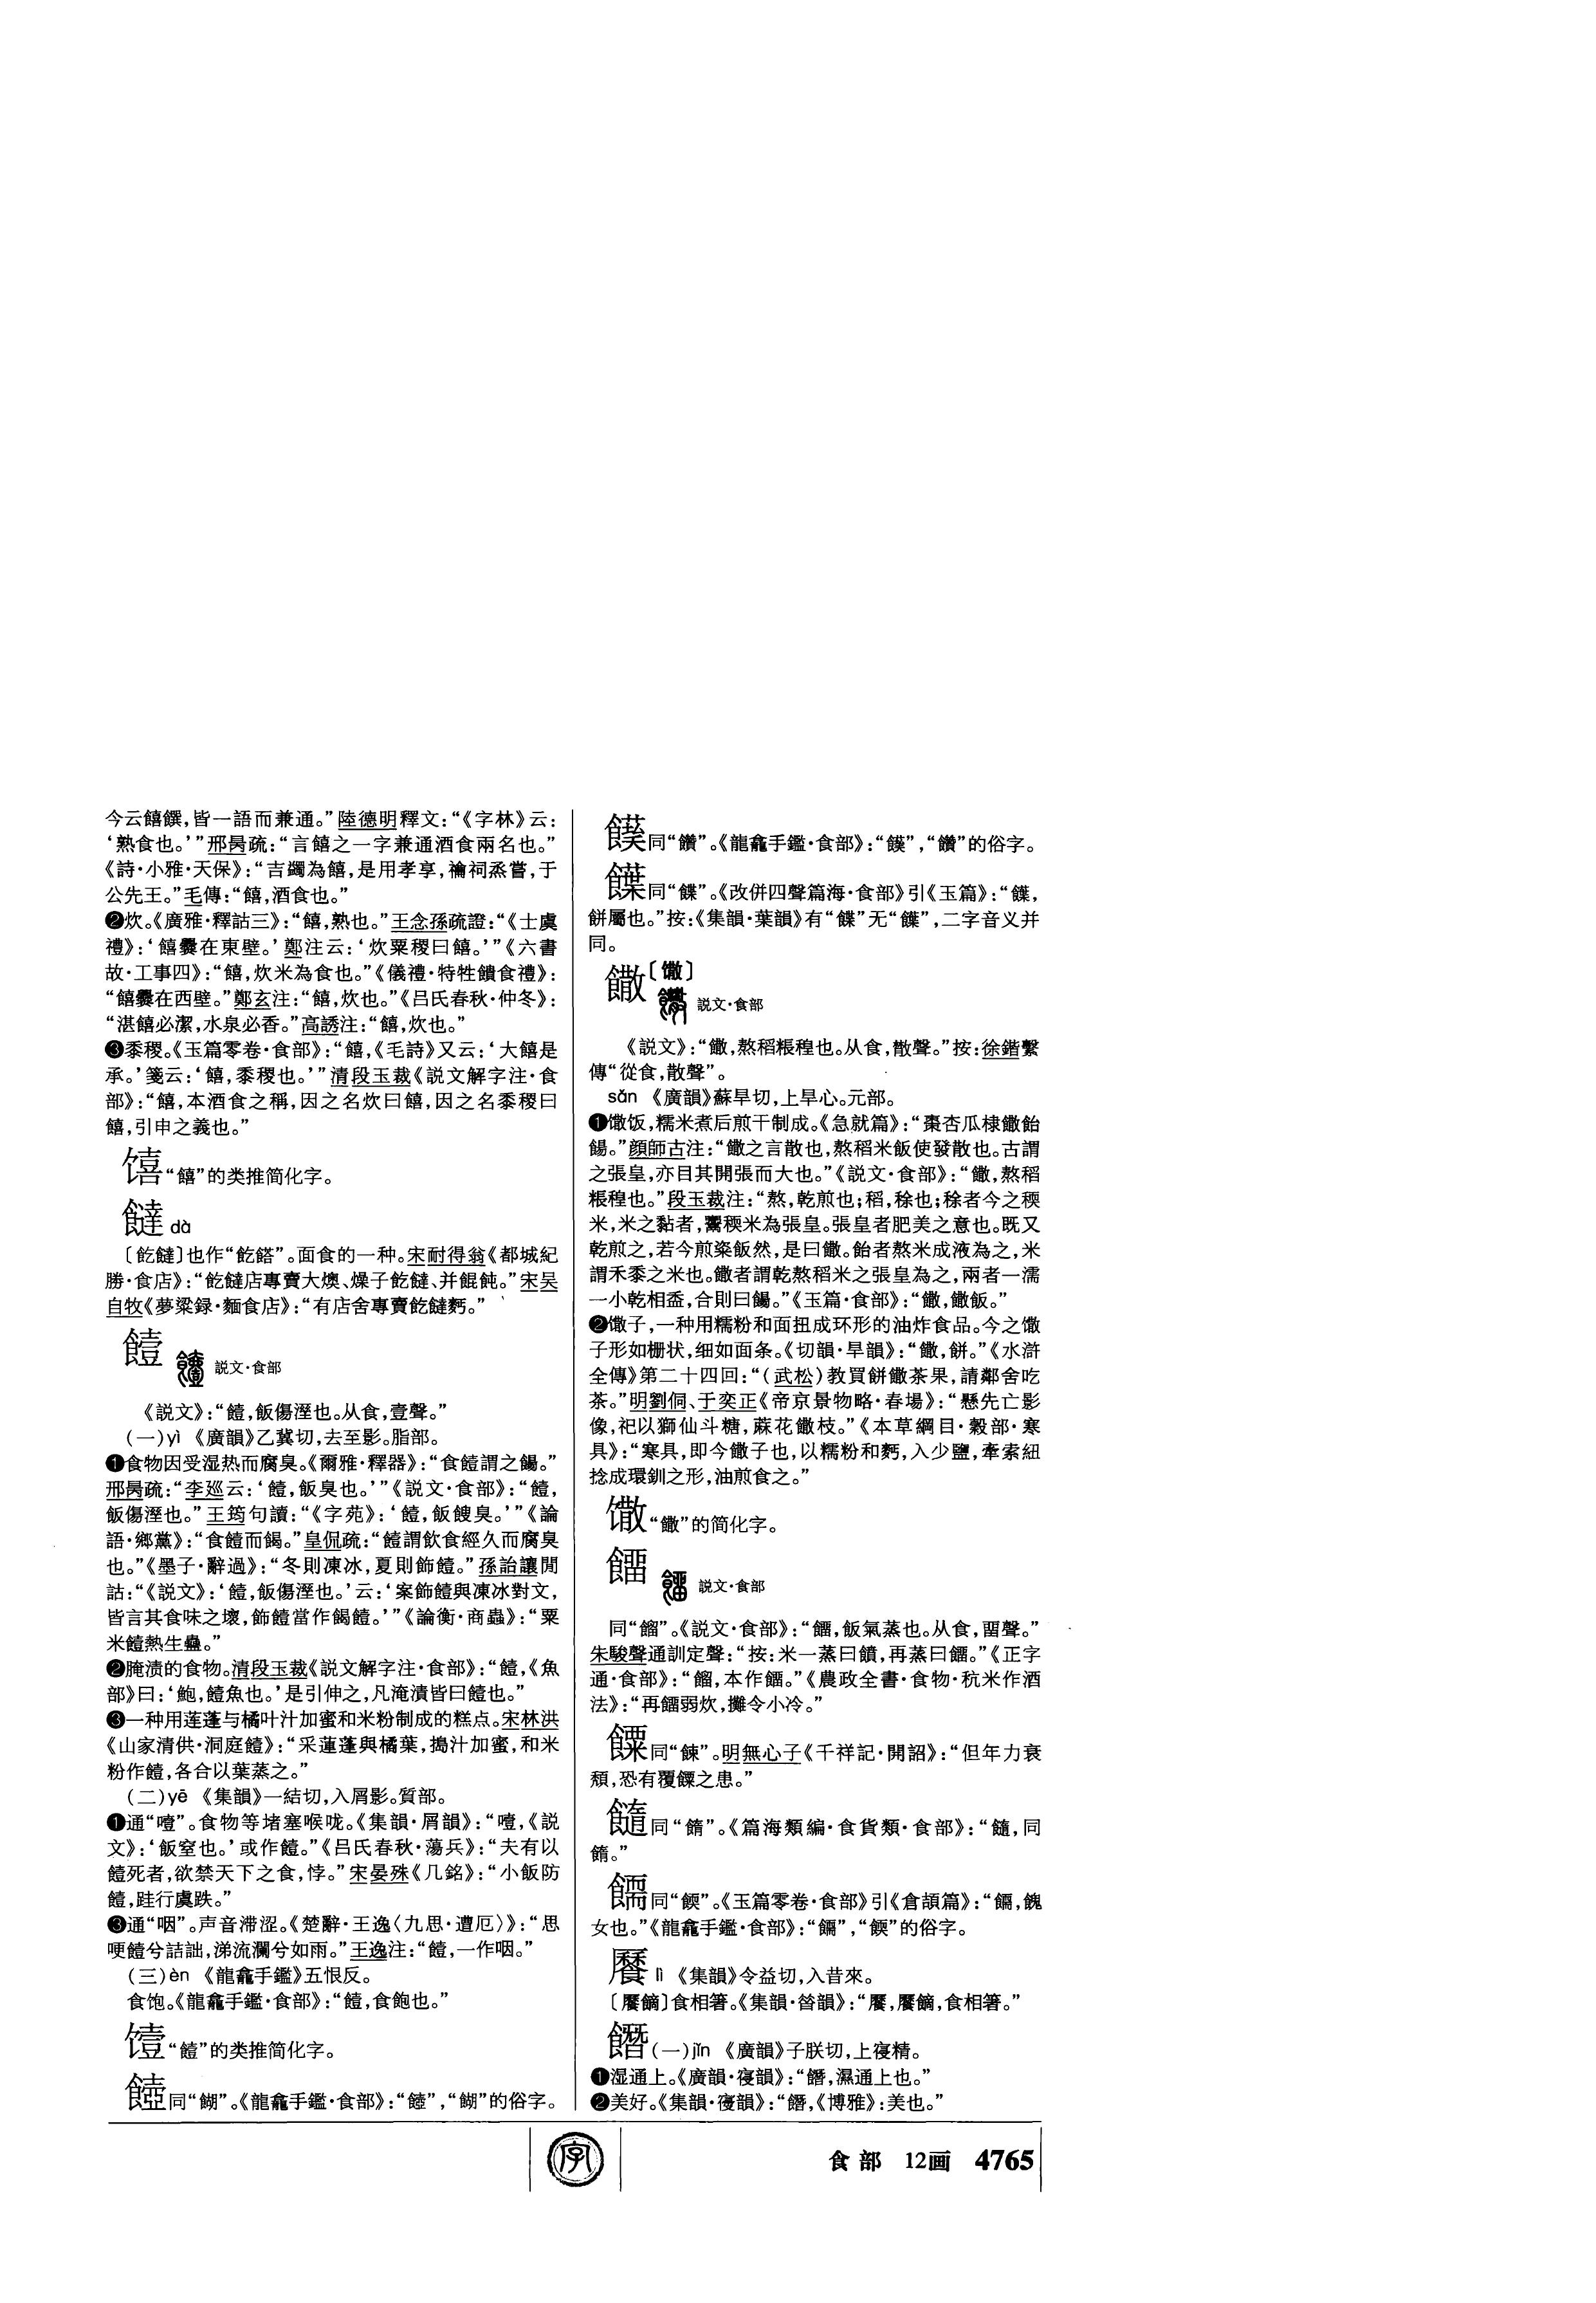 今云饎饌，皆一語而兼通。”陸德明釋文：“《字林》云：
‘熟食也。’”邢昺疏：“言饎之一字兼通酒食兩名也。”
《詩·小雅·天保》：“吉蠲為饎，是用孝享，禴祠烝嘗，于
公先王。”毛傳：“饎，酒食也。”
❷炊。《廣雅·釋詁三》：“饎，熟也。”王念孫疏證：“《士虞
禮》：‘饎爨在東壁。’鄭注云：‘炊粟稷曰饎。’”《六書
故·工事四》：“饎，炊米為食也。”《儀禮·特牲饋食禮》：
“饎爨在西壁。”鄭玄注：“饎，炊也。”《吕氏春秋·仲冬》：
“湛饎必潔，水泉必香。”高誘注：“饎，炊也。”
❸黍稷。《玉篇零卷·食部》：“饎，《毛詩》又云：‘大饎是
承。’箋云：‘饎，黍稷也。’”清段玉裁《説文解字注·食
部》：“饎，本酒食之稱，因之名炊曰饎，因之名黍稷曰
饎，引申之義也。”
𫗴“饎”的类推简化字。
䭞 dà
〔飥䭞〕也作“飥𩝣”。面食的一种。宋耐得翁《都城紀
勝·食店》：“飥䭞店專賣大燠、燥子飥䭞、并餛飩。”宋吴
自牧《夢粱録·麵食店》：“有店舍專賣飥䭞麪。”
饐 説文·食部
《説文》：“饐，飯傷溼也。从食，壹聲。”
（一）yì 《廣韻》乙冀切，去至影。脂部。
❶食物因受湿热而腐臭。《爾雅·釋器》：“食饐謂之餲。”
邢昺疏：“李廵云：‘饐，飯臭也。’”《説文·食部》：“饐，
飯傷溼也。”王筠句讀：“《字苑》：‘饐，飯餿臭。’”《論
語·鄉黨》：“食饐而餲。”皇侃疏：“饐謂飲食經久而腐臭
也。”《墨子·辭過》：“冬則凍冰，夏則飾饐。”孫詒讓閒
詁：“《説文》：‘饐，飯傷溼也。’云：‘案飾饐與凍冰對文，
皆言其食味之壞，飾饐當作餲饐。’”《論衡·商蟲》：“粟
米饐熱生蠱。”
❷腌渍的食物。清段玉裁《説文解字注·食部》：“饐，《魚
部》曰：‘鮑，饐魚也。’是引伸之，凡淹漬皆曰饐也。”
❸一种用莲蓬与橘叶汁加蜜和米粉制成的糕点。宋林洪
《山家清供·洞庭饐》：“采蓮蓬與橘葉，搗汁加蜜，和米
粉作饐，各合以葉蒸之。”
（二）yē 《集韻》一結切，入屑影。質部。
❶通“噎”。食物等堵塞喉咙。《集韻·屑韻》：“噎，《説
文》：‘飯窒也。’或作饐。”《吕氏春秋·蕩兵》：“夫有以
饐死者，欲禁天下之食，悖。”宋晏殊《几銘》：“小飯防
饐，跬行虞跌。”
❸通“咽”。声音滞涩。《楚辭·王逸〈九思·遭厄〉》：“思
哽饐兮詰詘，涕流瀾兮如雨。”王逸注：“饐，一作咽。”
（三）èn 《龍龕手鑑》五恨反。
食饱。《龍龕手鑑·食部》：“饐，食飽也。”
𫗵“饐”的类推简化字。
同“餬”。《龍龕手鑑·食部》：“”，“餬”的俗字。
同“饡”。《龍龕手鑑·食部》：“”，“饡”的俗字。
同“䭎”。《改併四聲篇海·食部》引《玉篇》：“，
餅屬也。”按：《集韻·葉韻》有“䭎”无“”，二字音义并
同。
饊〔馓〕 説文·食部
《説文》：“饊，熬稻粻䅣也。从食，㪔聲。”按：徐鍇繫
傳“從食，散聲”。
sǎn 《廣韻》蘇旱切，上旱心。元部。
❶馓饭，糯米煮后煎干制成。《急就篇》：“棗杏瓜棣饊飴
餳。”顔師古注：“饊之言散也，熬稻米飯使發散也。古謂
之張皇，亦目其開張而大也。”《説文·食部》：“饊，熬稻
粻䅣也。”段玉裁注：“熬，乾煎也；稻，稌也；稌者今之稬
米，米之黏者，鬻稬米為張皇。張皇者肥美之意也。既又
乾煎之，若今煎粢飯然，是曰饊。飴者熬米成液為之，米
謂禾黍之米也。饊者謂乾熬稻米之張皇為之，兩者一濡
一小乾相盉，合則曰餳。”《玉篇·食部》：“饊，饊飯。”
❷馓子，一种用糯粉和面扭成环形的油炸食品。今之馓
子形如栅状，细如面条。《切韻·旱韻》：“饊，餅。”《水滸
全傳》第二十四回：“（武松）教買餅饊茶果，請鄰舍吃
茶。”明劉侗、于奕正《帝京景物略·春場》：“懸先亡影
像，祀以獅仙斗糖，蔴花饊枝。”《本草綱目·穀部·寒
具》：“寒具，即今饊子也，以糯粉和麪，入少鹽，牽索紐
捻成環釧之形，油煎食之。”
馓“饊”的简化字。
䭨 説文·食部
同“餾”。《説文·食部》：“䭨，飯氣蒸也。从食，畱聲。”
朱駿聲通訓定聲：“按：米一蒸曰饙，再蒸曰䭨。”《正字
通·食部》：“餾，本作䭨。”《農政全書·食物·秔米作酒
法》：“再䭨弱炊，攤令小冷。”
同“餗”。明無心子《千祥記·開詔》：“但年力衰
頹，恐有覆之患。”
同“䭉”。《篇海類編·食貨類·食部》：“，同
䭉。”
同“餪”。《玉篇零卷·食部》引《倉頡篇》：“，餽
女也。”《龍龕手鑑·食部》：“”，“餪”的俗字。
lì 《集韻》令益切，入昔來。
食相箸。《集韻·昔韻》：“，食相箸。”
䭙（一）jǐn 《廣韻》子朕切，上寑精。
❶湿通上。《廣韻·寑韻》：“䭙，濕通上也。”
❷美好。《集韻·寑韻》：“䭙，《博雅》：美也。”
食部 12画 4765